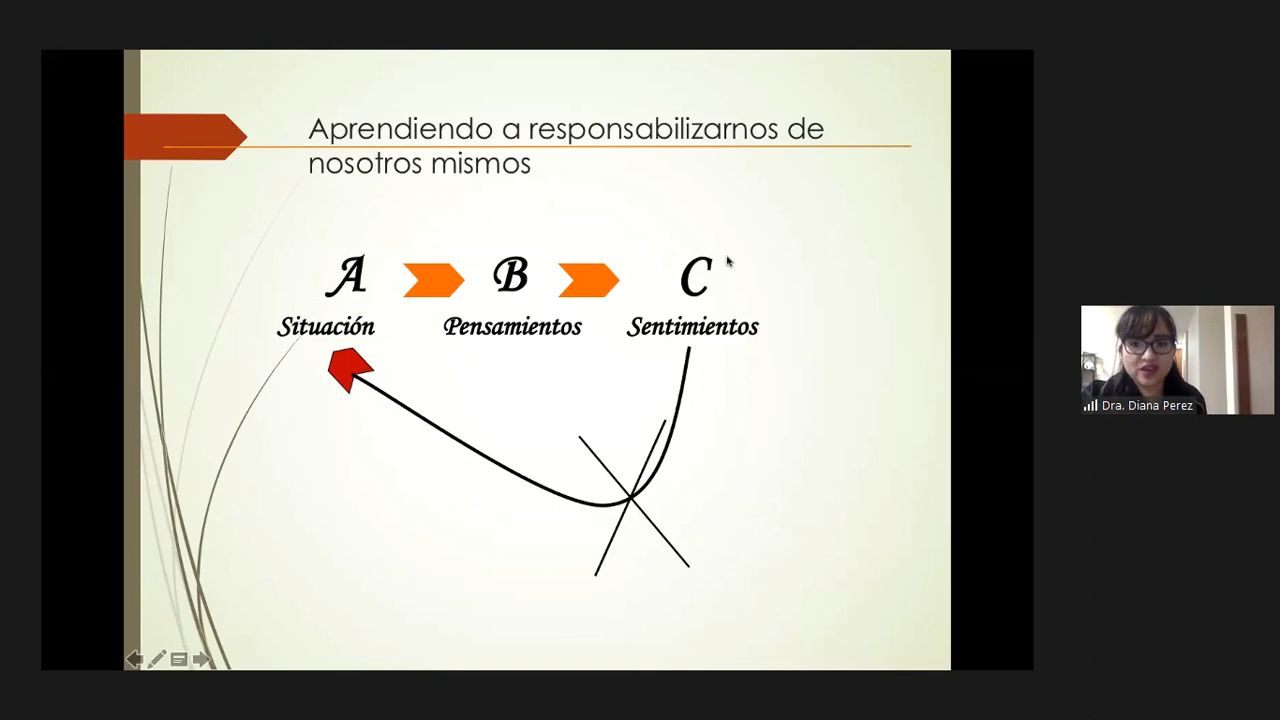 Aprendiendo a responsabilizarnos de
nosotros mismos
A B C
Situación Pensamientos Sentimientos
Dra. Diana Perez